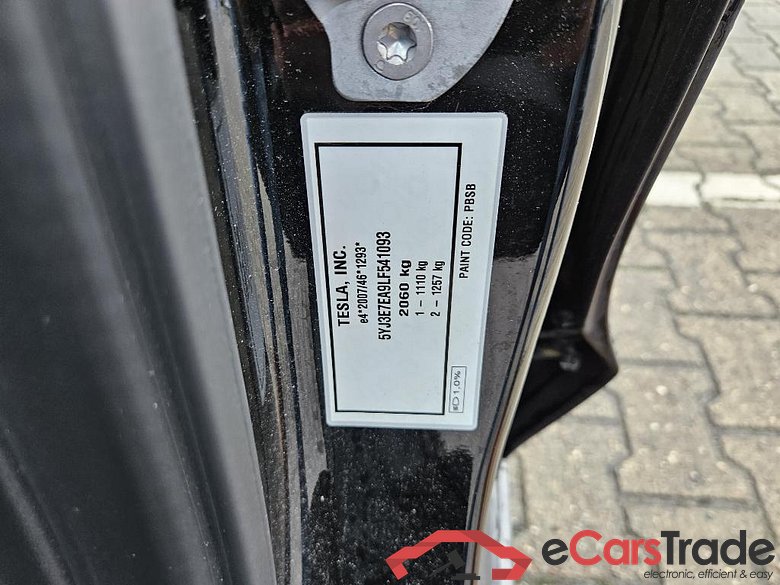 TESLA, INC.
e4*2007/46*1293*
5YJ3E7EA9LF541093
2060 kg
1 – 1110 kg
2 – 1257 kg
PAINT CODE: PBSB
1,0%
eCarsTrade
electronic, efficient & easy